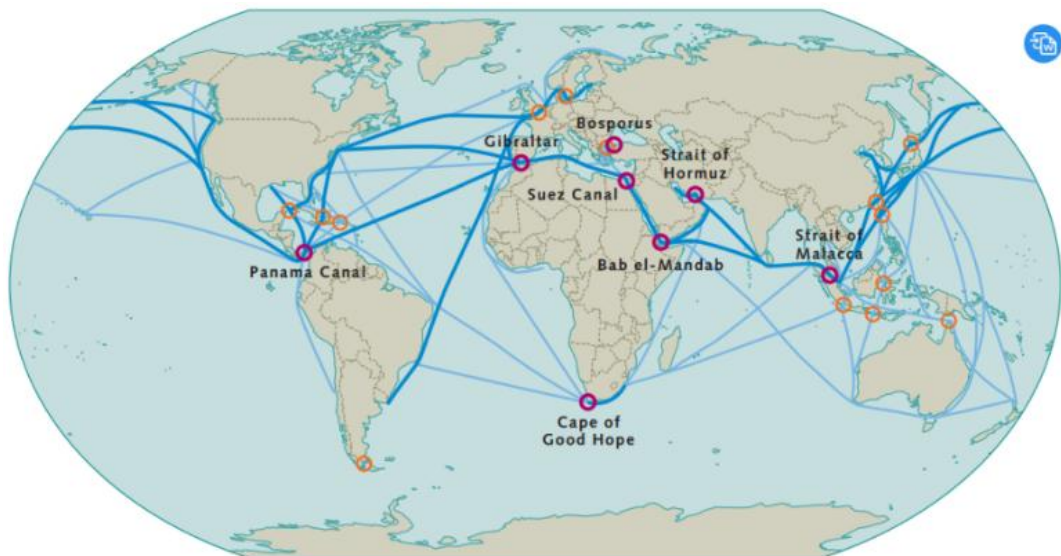 Bosporus
Gibraltar
Strait of
Hormuz
Suez Canal
Strait of
Malacca
Panama Canal
Bab el-Mandab
Cape of
Good Hope